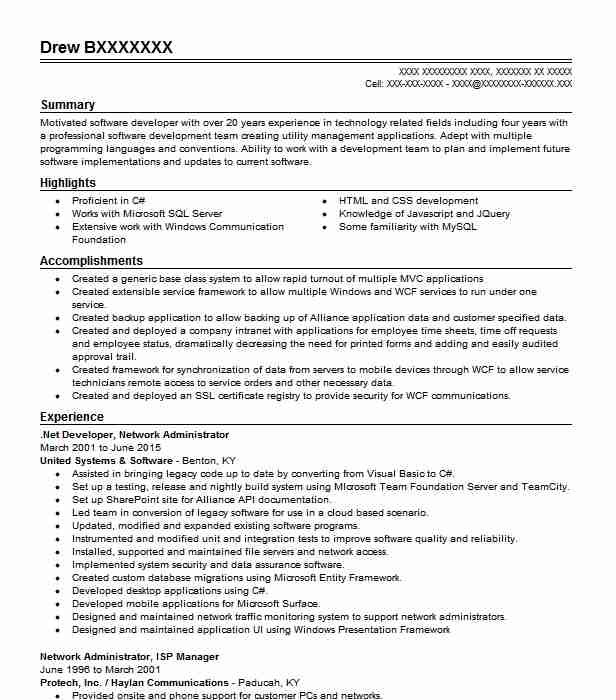 Drew BXXXXXXX
XXXX XXXXXXXXX XXXX, XXXXXXX XX XXXXX
Cell: XXX-XXX-XXXX - XXXX@XXXXXXXX-XXXXXX.XXX
Summary
Motivated software developer with over 20 years experience in technology related fields including four years with
a professional software development team creating utility management applications. Adept with multiple
programming languages and conventions. Ability to work with a development team to plan and implement future
software implementations and updates to current software.
Highlights
• Proficient in C#
• Works with Microsoft SQL Server
• Extensive work with Windows Communication
Foundation
• HTML and CSS development
• Knowledge of Javascript and JQuery
• Some familiarity with MySQL
Accomplishments
• Created a generic base class system to allow rapid turnout of multiple MVC applications
• Created extensible service framework to allow multiple Windows and WCF services to run under one
service.
• Created backup application to allow backing up of Alliance application data and customer specified data.
• Created and deployed a company intranet with applications for employee time sheets, time off requests
and employee status, dramatically decreasing the need for printed forms and adding and easily audited
approval trail.
• Created framework for synchronization of data from servers to mobile devices through WCF to allow service
technicians remote access to service orders and other necessary data.
• Created and deployed an SSL certificate registry to provide security for WCF communications.
Experience
.Net Developer, Network Administrator
March 2001 to June 2015
United Systems & Software - Benton, KY
• Assisted in bringing legacy code up to date by converting from Visual Basic to C#.
• Set up a testing, release and nightly build system using Microsoft Team Foundation Server and TeamCity.
• Set up SharePoint site for Alliance API documentation.
• Led team in conversion of legacy software for use in a cloud based scenario.
• Updated, modified and expanded existing software programs.
• Instrumented and modified unit and integration tests to improve software quality and reliability.
• Installed, supported and maintained file servers and network access.
• Implemented system security and data assurance software.
• Created custom database migrations using Microsoft Entity Framework.
• Developed desktop applications using C#.
• Developed mobile applications for Microsoft Surface.
• Designed and maintained network traffic monitoring system to support network administrators.
• Designed and maintained application UI using Windows Presentation Framework
Network Administrator, ISP Manager
June 1996 to March 2001
Protech, Inc. / Haylan Communications - Paducah, KY
• Provided onsite and phone support for customer PCs and networks.